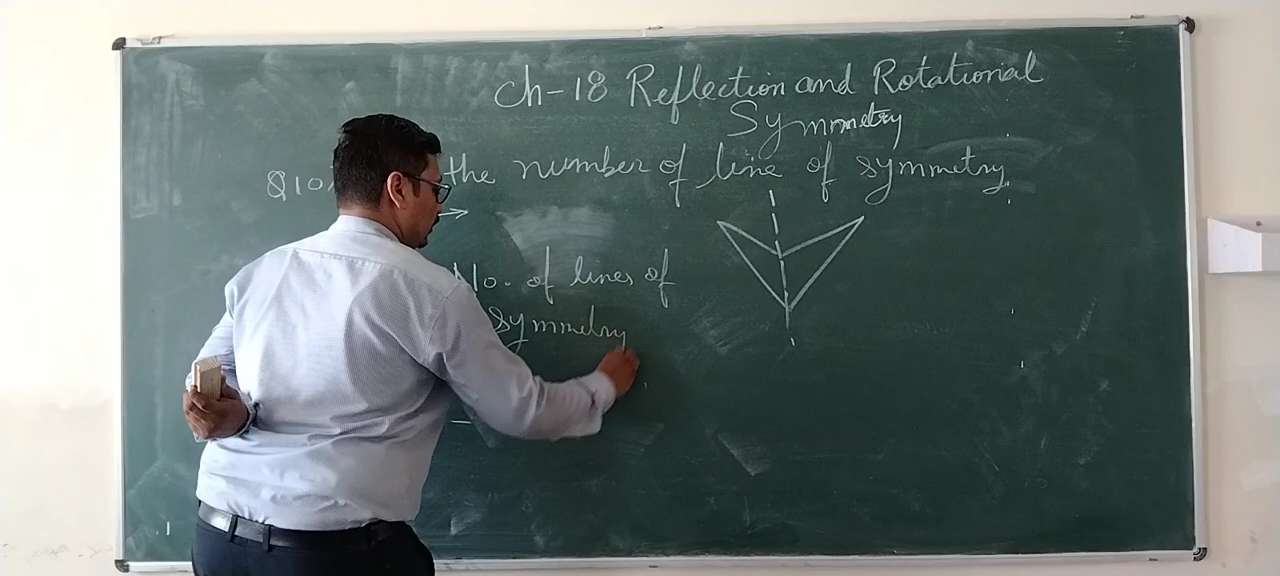 Ch-18 Reflection and Rotational
Symmetry
Q10. the number of line of symmetry
No. of lines of
symmetry